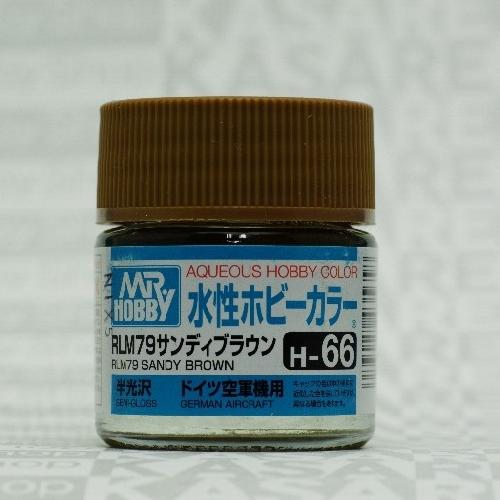 AQUEOUS HOBBY COLOR
MR.
HOBBY
水性ホビーカラー
RLM79サンディブラウン
RLM79 SANDY BROWN
H-66
半光沢
SEMI-GLOSS
ドイツ空軍機用
GERMAN AIRCRAFT
NIX5
KASARE